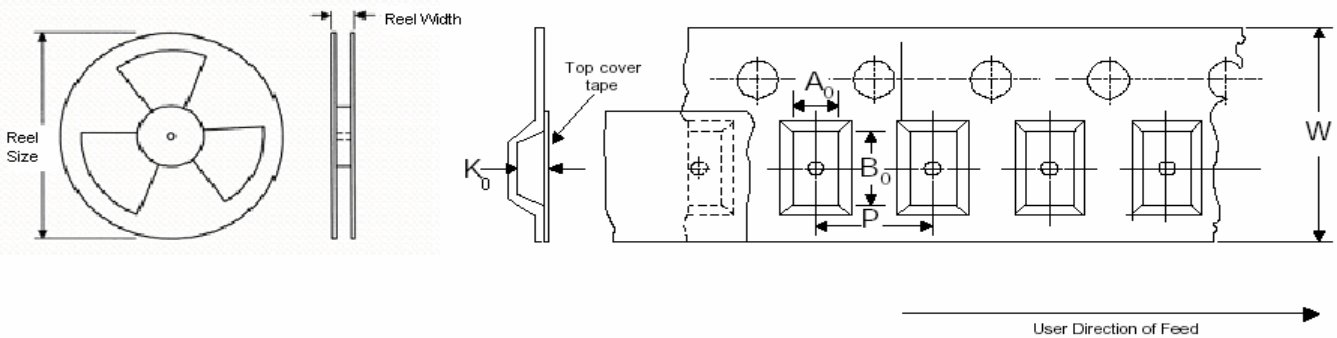 Reel Width
Reel
Size
Top cover
tape
K0
A0
B0
P
W
User Direction of Feed